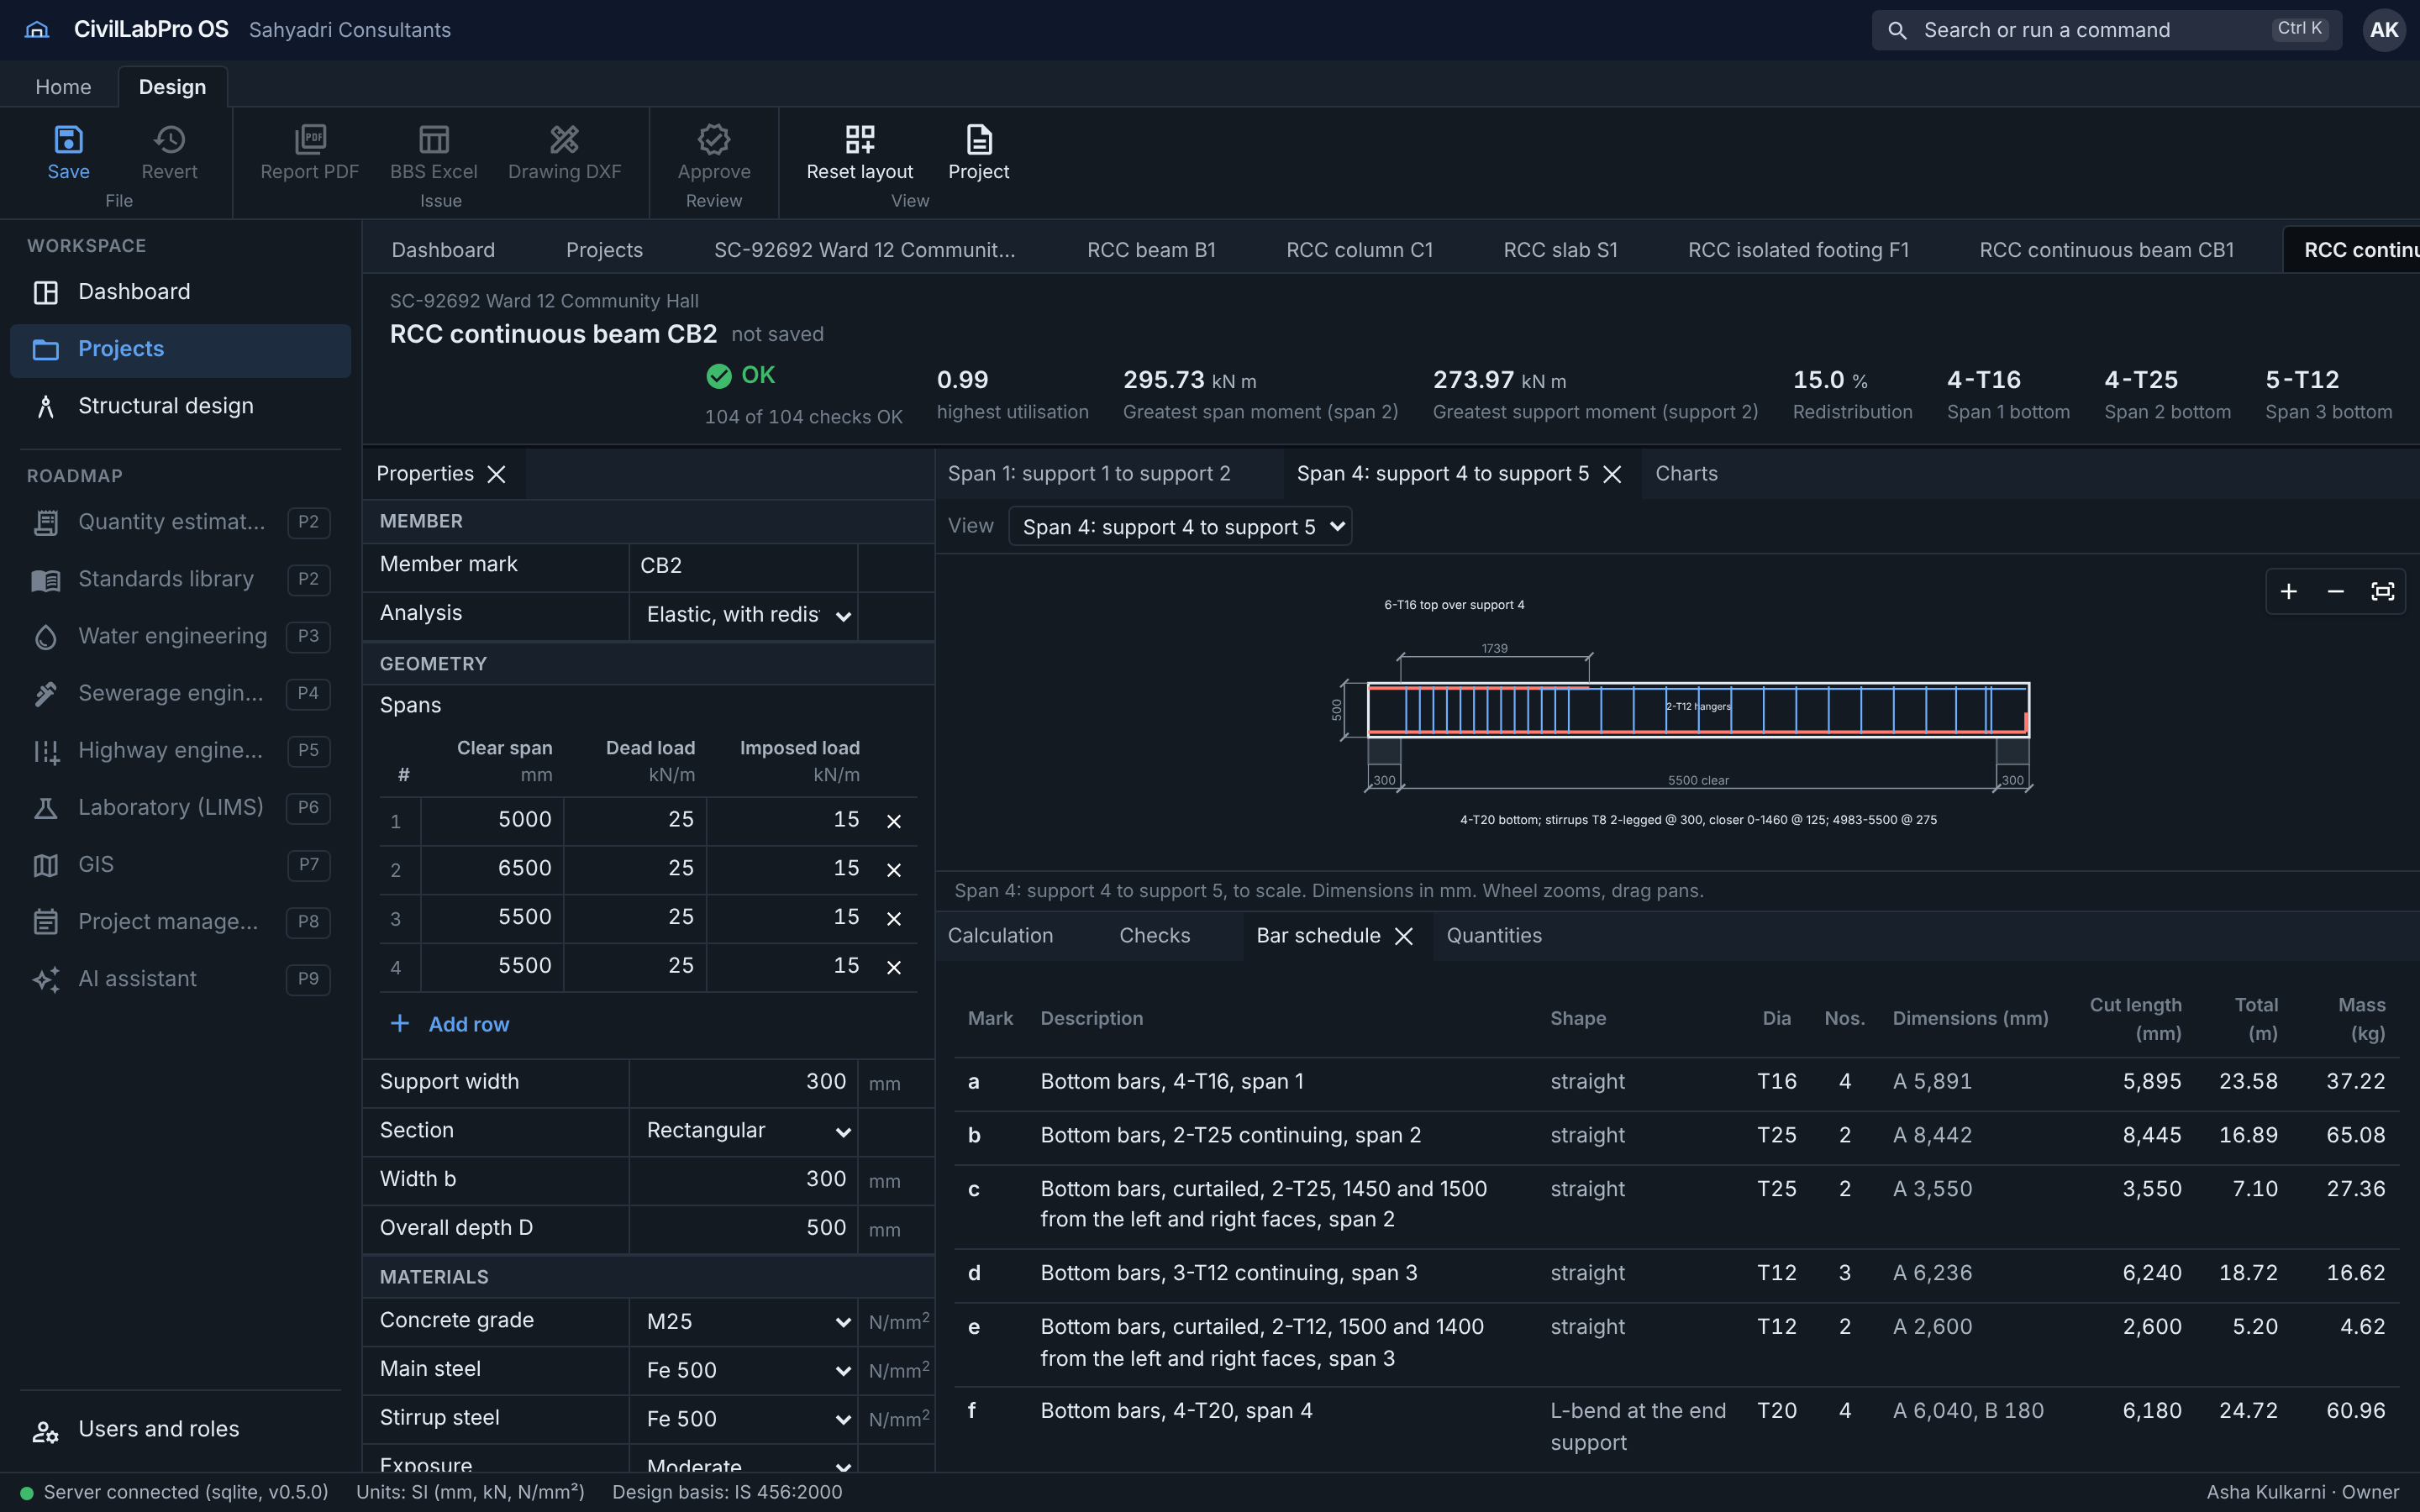 CivilLabPro OS Sahyadri Consultants
Search or run a command Ctrl K AK
Home Design
Save Revert Report PDF BBS Excel Drawing DXF Approve Reset layout Project
File Issue Review View
WORKSPACE
Dashboard
Projects
Structural design
ROADMAP
Quantity estimat... P2
Standards library P2
Water engineering P3
Sewerage engin... P4
Highway engine... P5
Laboratory (LIMS) P6
GIS P7
Project manage... P8
AI assistant P9
Users and roles
Dashboard Projects SC-92692 Ward 12 Communit... RCC beam B1 RCC column C1 RCC slab S1 RCC isolated footing F1 RCC continuous beam CB1 RCC continu
SC-92692 Ward 12 Community Hall
RCC continuous beam CB2 not saved
OK
104 of 104 checks OK
0.99
highest utilisation
295.73 kN m
Greatest span moment (span 2)
273.97 kN m
Greatest support moment (support 2)
15.0 %
Redistribution
4-T16
Span 1 bottom
4-T25
Span 2 bottom
5-T12
Span 3 bottom
Properties
MEMBER
Member mark CB2
Analysis Elastic, with redis
GEOMETRY
Spans
# Clear span mm Dead load kN/m Imposed load kN/m
1 5000 25 15
2 6500 25 15
3 5500 25 15
4 5500 25 15
Add row
Support width 300 mm
Section Rectangular
Width b 300 mm
Overall depth D 500 mm
MATERIALS
Concrete grade M25 N/mm²
Main steel Fe 500 N/mm²
Stirrup steel Fe 500 N/mm²
Exposure Moderate
Span 1: support 1 to support 2 Span 4: support 4 to support 5 Charts
View Span 4: support 4 to support 5
6-T16 top over support 4
1739
500
2-T12 hangers
300 5500 clear 300
4-T20 bottom; stirrups T8 2-legged @ 300, closer 0-1460 @ 125; 4983-5500 @ 275
Span 4: support 4 to support 5, to scale. Dimensions in mm. Wheel zooms, drag pans.
Calculation Checks Bar schedule Quantities
Mark Description Shape Dia Nos. Dimensions (mm) Cut length (mm) Total (m) Mass (kg)
a Bottom bars, 4-T16, span 1 straight T16 4 A 5,891 5,895 23.58 37.22
b Bottom bars, 2-T25 continuing, span 2 straight T25 2 A 8,442 8,445 16.89 65.08
c Bottom bars, curtailed, 2-T25, 1450 and 1500 straight T25 2 A 3,550 3,550 7.10 27.36
from the left and right faces, span 2
d Bottom bars, 3-T12 continuing, span 3 straight T12 3 A 6,236 6,240 18.72 16.62
e Bottom bars, curtailed, 2-T12, 1500 and 1400 straight T12 2 A 2,600 2,600 5.20 4.62
from the left and right faces, span 3
f Bottom bars, 4-T20, span 4 L-bend at the end T20 4 A 6,040, B 180 6,180 24.72 60.96
support
Server connected (sqlite, v0.5.0) Units: SI (mm, kN, N/mm²) Design basis: IS 456:2000 Asha Kulkarni · Owner